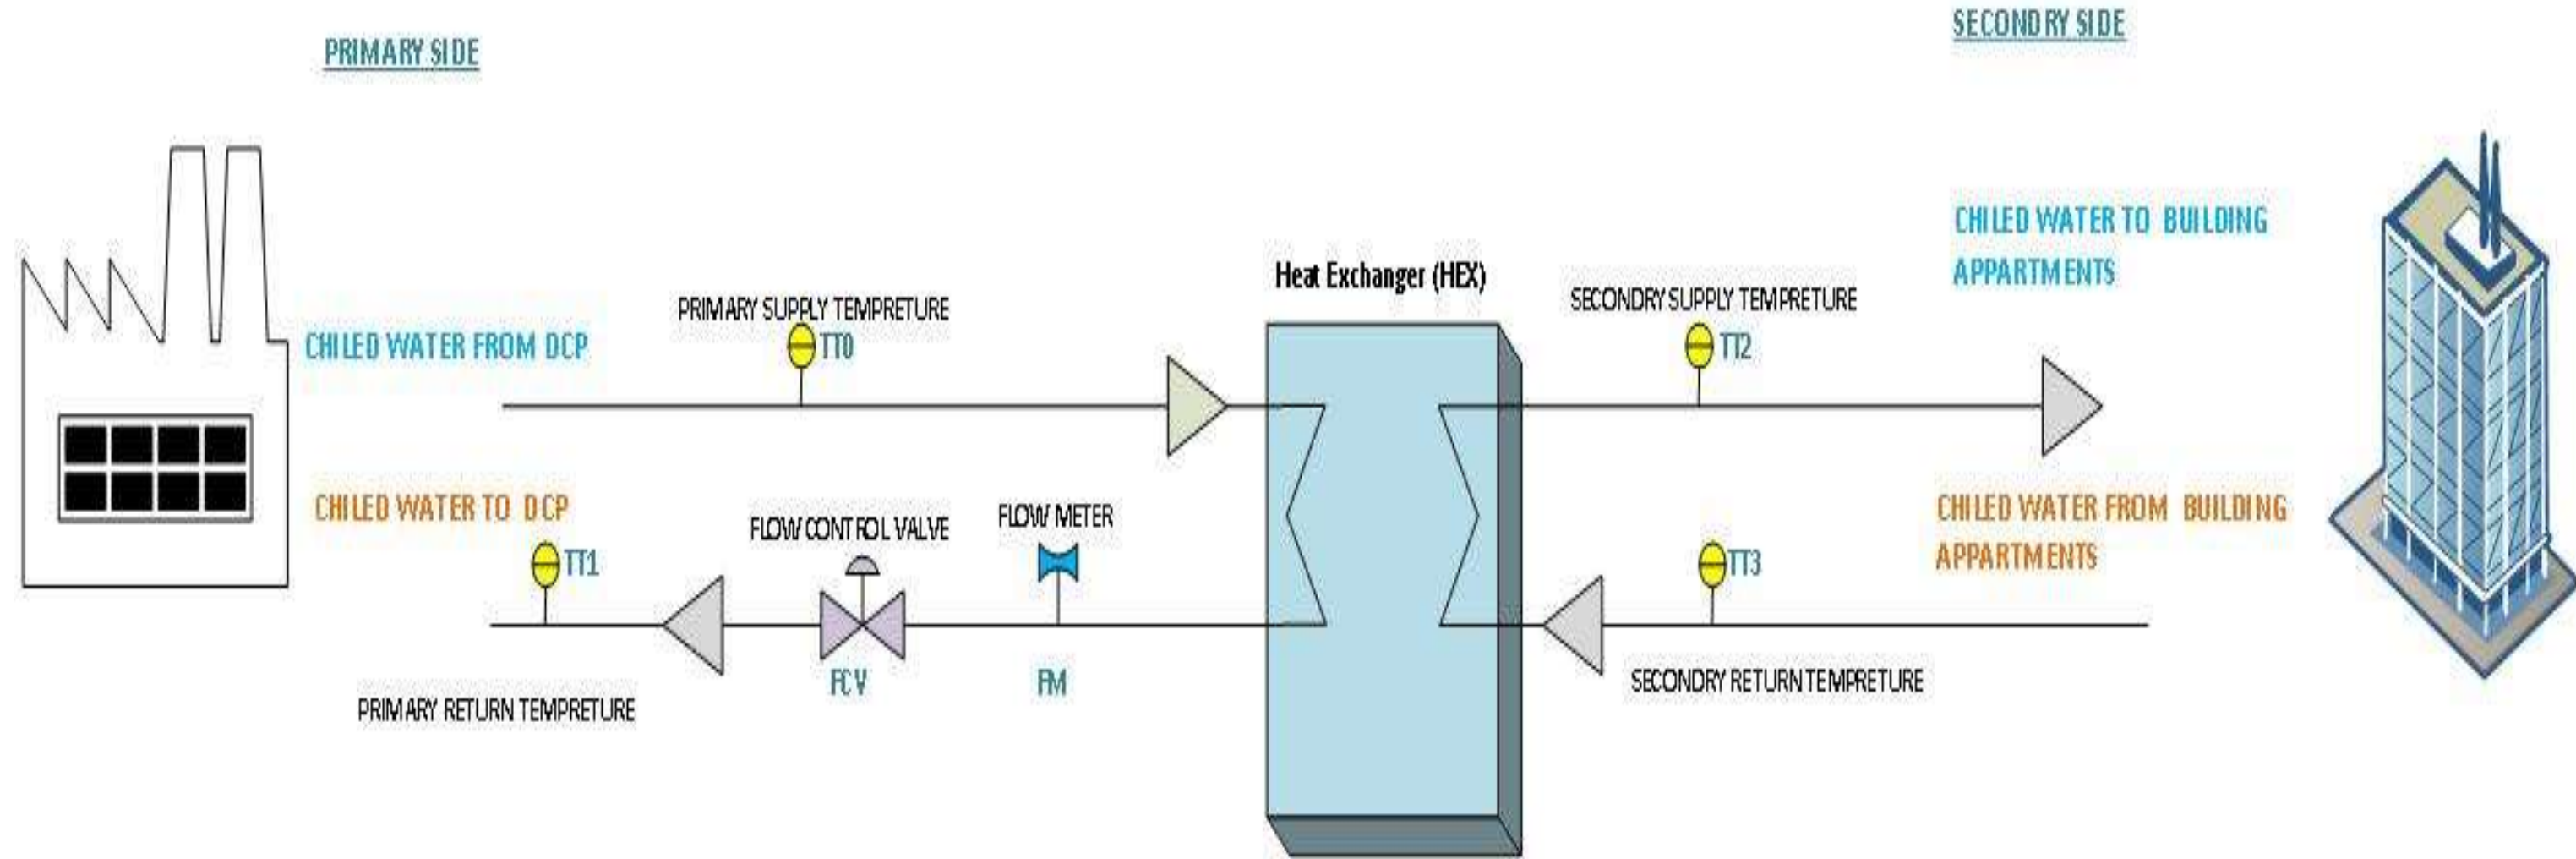 PRIMARY SIDE
SECONDRY SIDE
CHILED WATER TO BUILDING
APPARTMENTS
Heat Exchanger (HEX)
PRIMARY SUPPLY TEMPRETURE
SECONDRY SUPPLY TEMPRETURE
CHILED WATER FROM DCP
TT0
TT2
CHILED WATER TO DCP
FLOW CONTROL VALVE
FLOW METER
CHILED WATER FROM BUILDING
APPARTMENTS
TT1
TT3
FCV
FM
SECONDRY RETURN TEMPRETURE
PRIMARY RETURN TEMPRETURE